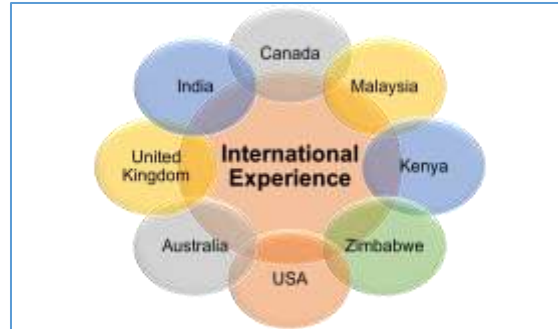 Canada
India
Malaysia
United
Kingdom
International
Experience
Kenya
Australia
Zimbabwe
USA